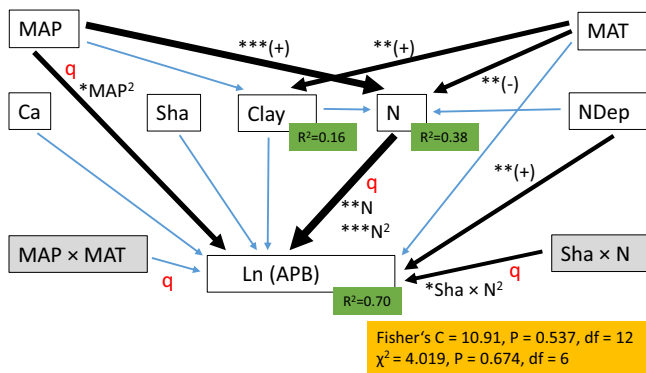 MAP
MAT
***(+)
**(+)
q
*MAP²
**(-)
Ca
Sha
Clay
N
NDep
R²=0.16
R²=0.38
**(+)
q
**N
***N²
MAP × MAT
q
Ln (APB)
q
Sha × N
*Sha × N²
R²=0.70
Fisher‘s C = 10.91, P = 0.537, df = 12
χ² = 4.019, P = 0.674, df = 6